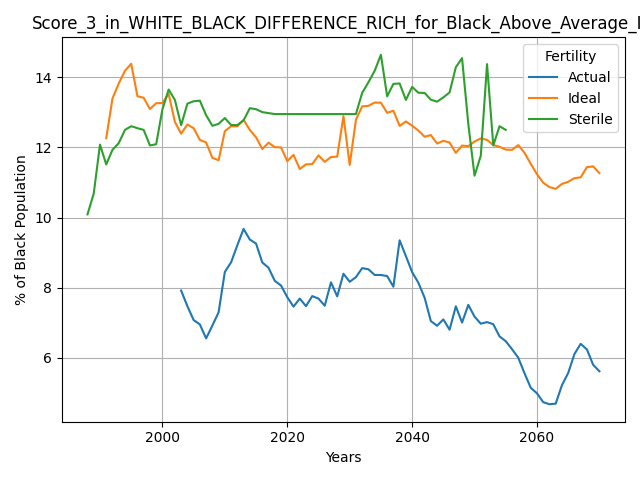 Score_3_in_WHITE_BLACK_DIFFERENCE_RICH_for_Black_Above_Average_I
Fertility
Actual
Ideal
Sterile
% of Black Population
14
12
10
8
6
2000 2020 2040 2060
Years